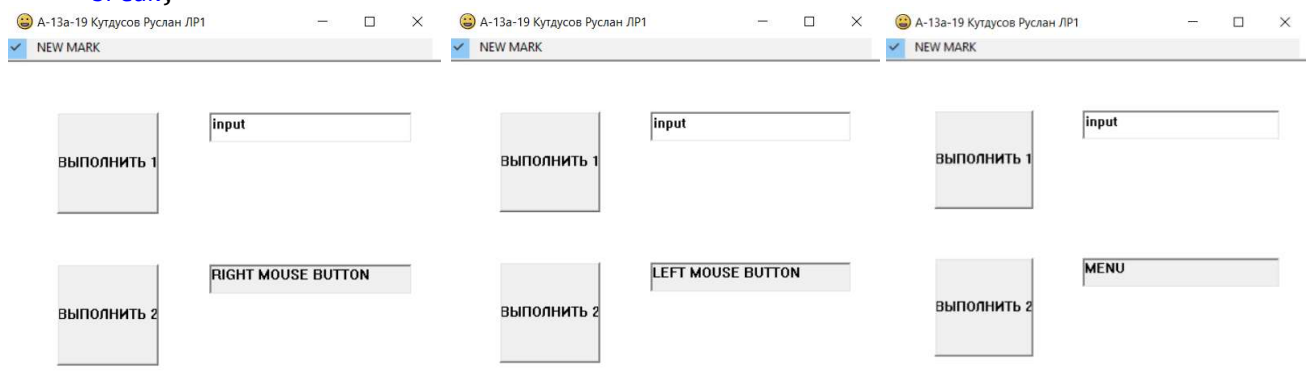 А-13а-19 Кутдусов Руслан ЛР1
NEW MARK
ВЫПОЛНИТЬ 1
input
ВЫПОЛНИТЬ 2
RIGHT MOUSE BUTTON
А-13а-19 Кутдусов Руслан ЛР1
NEW MARK
ВЫПОЛНИТЬ 1
input
ВЫПОЛНИТЬ 2
LEFT MOUSE BUTTON
А-13а-19 Кутдусов Руслан ЛР1
NEW MARK
ВЫПОЛНИТЬ 1
input
ВЫПОЛНИТЬ 2
MENU